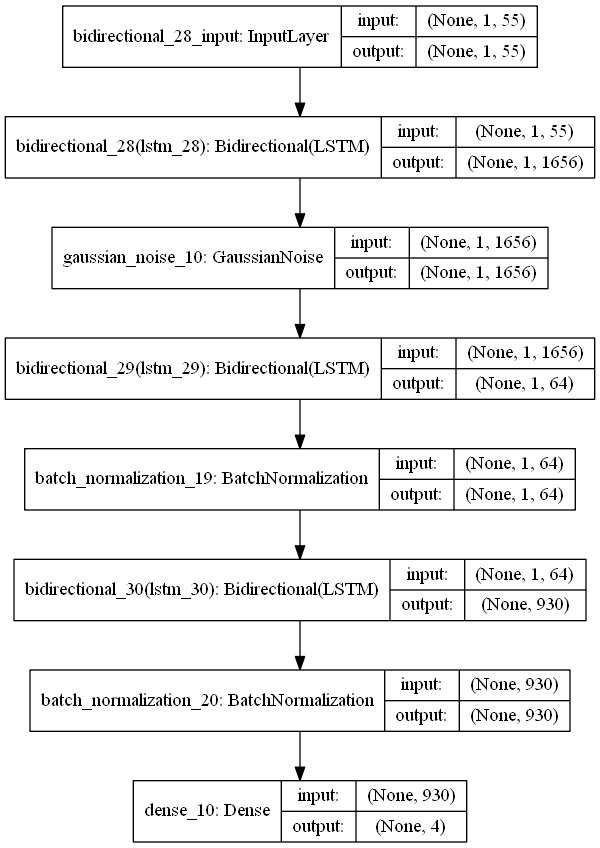 bidirectional_28_input: InputLayer
input: (None, 1, 55)
output: (None, 1, 55)
bidirectional_28(lstm_28): Bidirectional(LSTM)
input: (None, 1, 55)
output: (None, 1, 1656)
gaussian_noise_10: GaussianNoise
input: (None, 1, 1656)
output: (None, 1, 1656)
bidirectional_29(lstm_29): Bidirectional(LSTM)
input: (None, 1, 1656)
output: (None, 1, 64)
batch_normalization_19: BatchNormalization
input: (None, 1, 64)
output: (None, 1, 64)
bidirectional_30(lstm_30): Bidirectional(LSTM)
input: (None, 1, 64)
output: (None, 930)
batch_normalization_20: BatchNormalization
input: (None, 930)
output: (None, 930)
dense_10: Dense
input: (None, 930)
output: (None, 4)